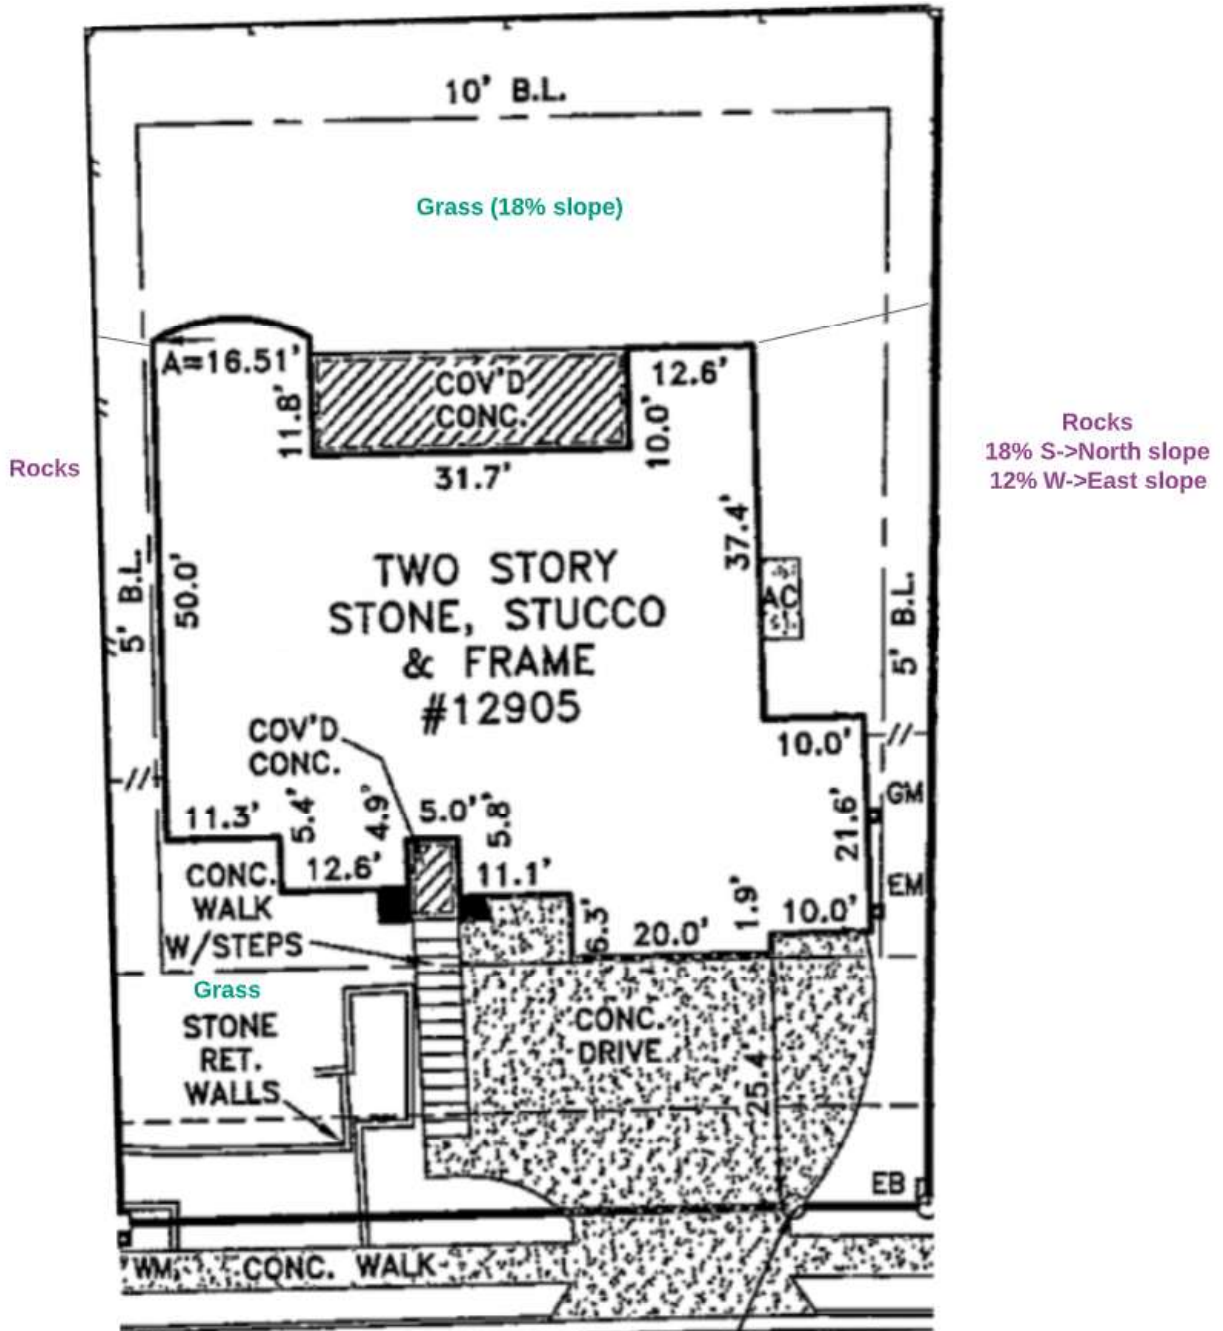 10' B.L.
Grass (18% slope)
A=16.51'
COV'D
CONC.
12.6'
11.8'
10.0'
31.7'
Rocks
Rocks
18% S->North slope
12% W->East slope
37.4'
5' B.L.
50.0'
TWO STORY
STONE, STUCCO
& FRAME
#12905
AC
5' B.L.
COV'D
CONC.
10.0'
GM
11.3'
5.4'
4.9'
5.0'
5.8'
21.6'
12.6'
11.1'
EM
CONC.
WALK
W/STEPS
6.3'
20.0'
1.9'
10.0'
Grass
STONE
RET.
WALLS
CONC.
DRIVE
25.4'
EB
WM
CONC. WALK